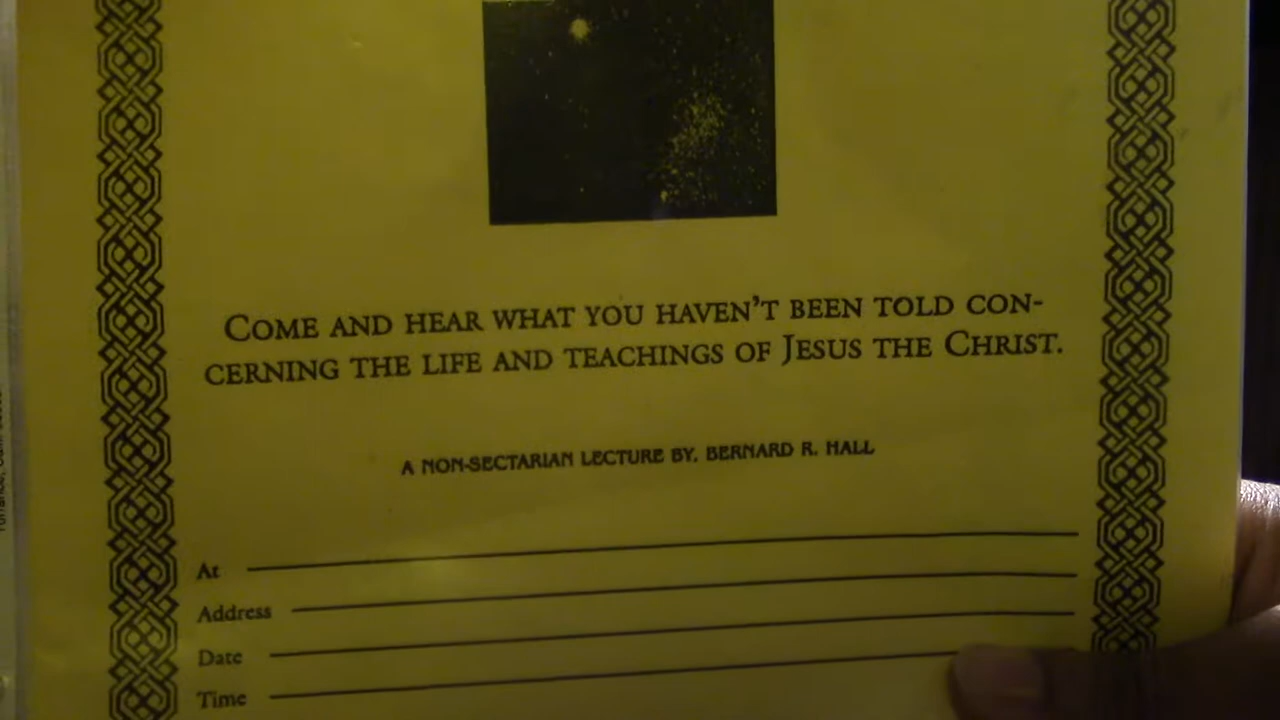 COME AND HEAR WHAT YOU HAVEN'T BEEN TOLD CON-
CERNING THE LIFE AND TEACHINGS OF JESUS THE CHRIST.
A NON-SECTARIAN LECTURE BY, BERNARD R. HALL
At
Address
Date
Time